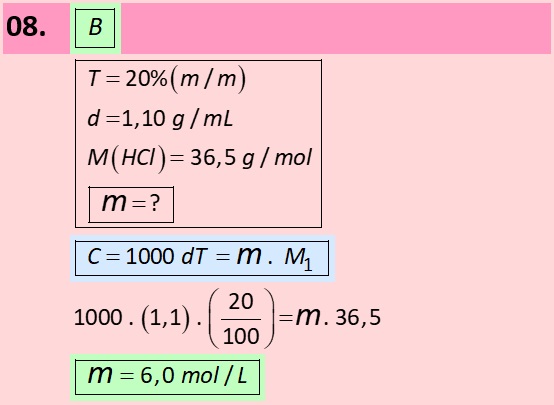 08. B
T = 20% (m / m)
d = 1,10 g / mL
M (HCl) = 36,5 g / mol
m = ?
C = 1000 dT = m . M₁
1000 . (1,1) . (20/100) = m . 36,5
m = 6,0 mol / L